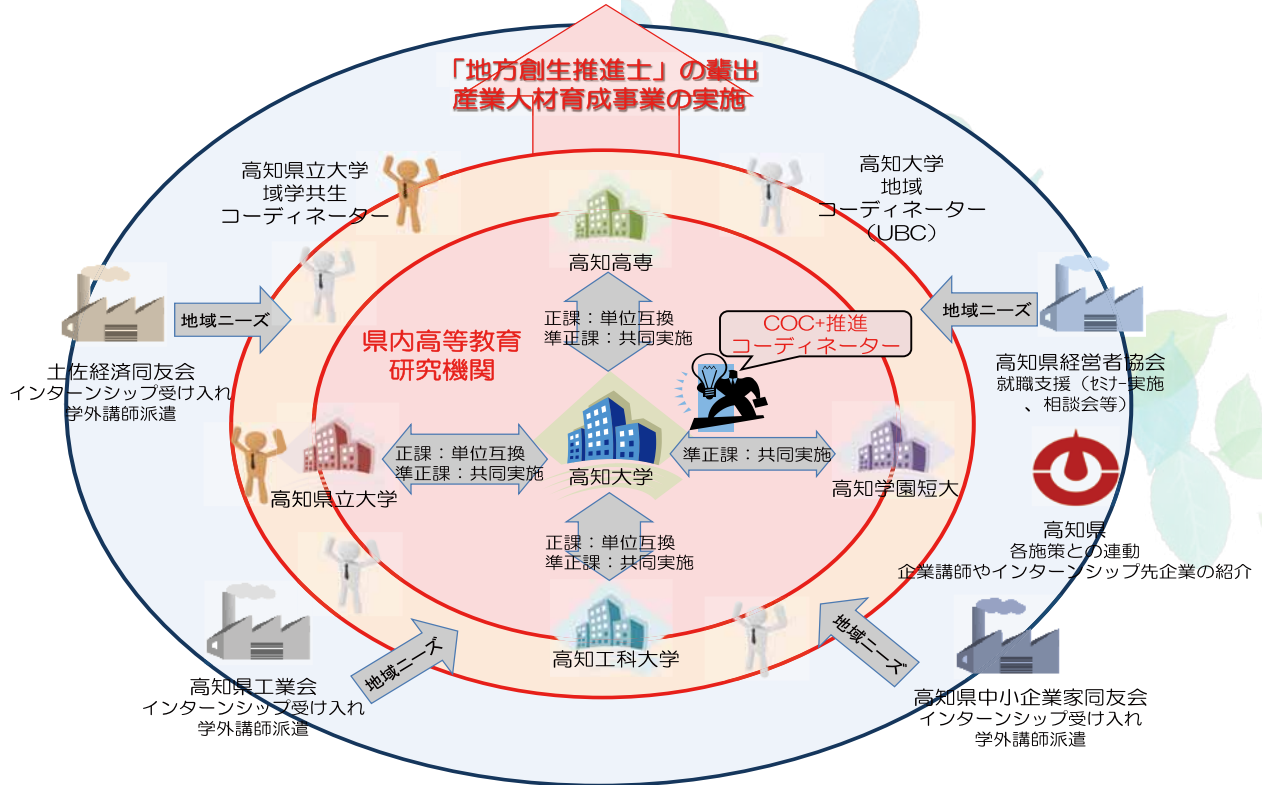 「地方創生推進士」の輩出
産業人材育成事業の実施
高知県立大学
域学共生
コーディネーター
高知大学
地域
コーディネーター
（UBC）
高知高専
地域ニーズ
地域ニーズ
正課：単位互換
準正課：共同実施
COC+推進
コーディネーター
県内高等教育
研究機関
土佐経済同友会
インターンシップ受け入れ
学外講師派遣
高知県経営者協会
就職支援（ｾﾐﾅｰ実施
、相談会等）
正課：単位互換
準正課：共同実施
準正課：共同実施
高知大学
高知県立大学
高知学園短大
高知県
各施策との連動
企業講師やインターンシップ先企業の紹介
正課：単位互換
準正課：共同実施
高知工科大学
地域ニーズ
地域ニーズ
高知県工業会
インターンシップ受け入れ
学外講師派遣
高知県中小企業家同友会
インターンシップ受け入れ
学外講師派遣